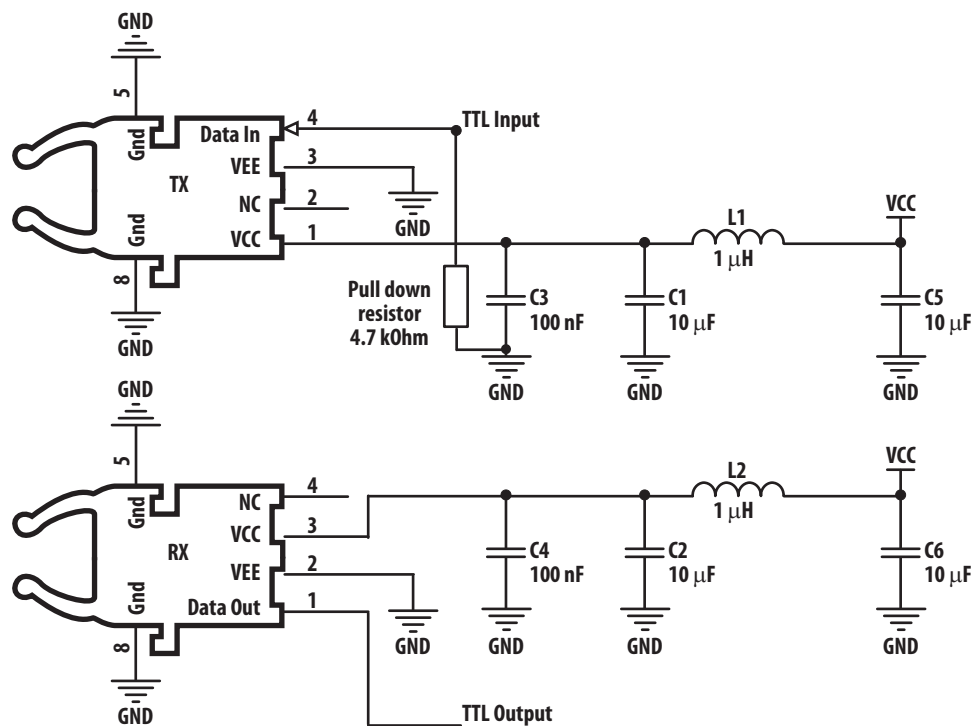 GND
5
Gnd
Data In
4
TTL Input
VEE
3
TX
NC
2
GND
Gnd
VCC
1
L1
1 μH
VCC
8
GND
Pull down
resistor
4.7 kOhm
C3
100 nF
GND
C1
10 μF
GND
C5
10 μF
GND
GND
5
Gnd
NC
4
VCC
3
RX
VEE
2
GND
Gnd
Data Out
1
L2
1 μH
VCC
C4
100 nF
GND
C2
10 μF
GND
C6
10 μF
GND
8
GND
TTL Output